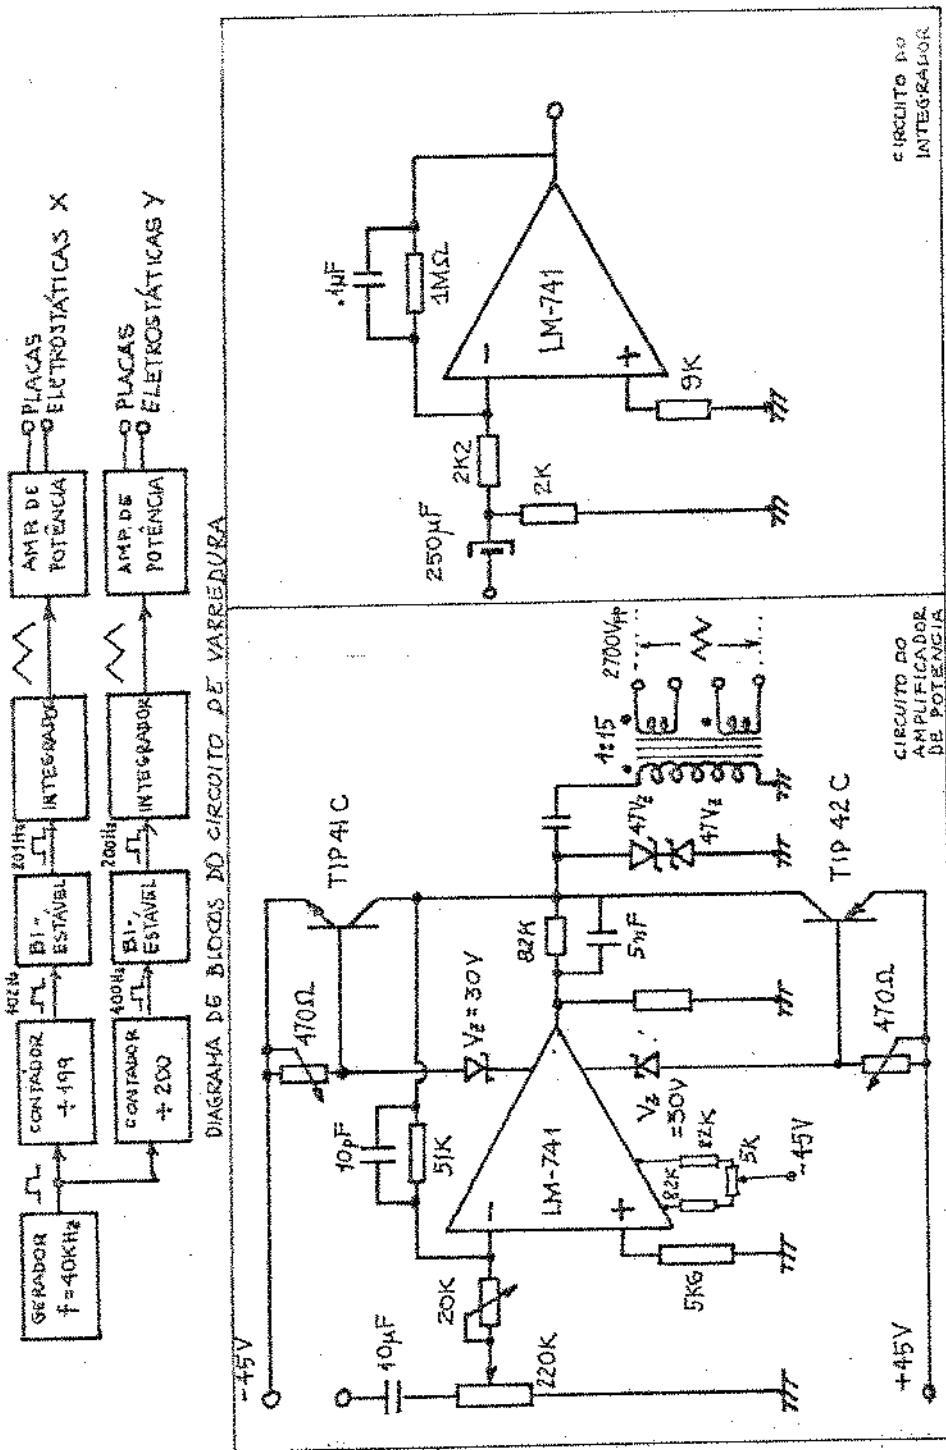 GERADOR
f=40KHz
CONTADOR
÷199
402Hz
BI-
ESTÁVEL
201Hz
INTEGRADOR
AMP. DE
POTÊNCIA
PLACAS
ELETROSTÁTICAS X
CONTADOR
÷200
400Hz
BI-
ESTÁVEL
200Hz
INTEGRADOR
AMP. DE
POTÊNCIA
PLACAS
ELETROSTÁTICAS Y
DIAGRAMA DE BLOCOS DO CIRCUITO DE VARREDURA
-45V
10µF
220K
20K
10pF
51K
470Ω
TIP 41 C
Vz=30V
LM-741
-
+
5K6
82K
82K
5K
-45V
Vz
=30V
82K
5nF
47Vz
47Vz
1:15
2700Vpp
470Ω
TIP 42 C
+45V
CIRCUITO DO
AMPLIFICADOR
DE POTENCIA
250µF
2K2
2K
.1µF
1MΩ
LM-741
-
+
9K
CIRCUITO DO
INTEGRADOR